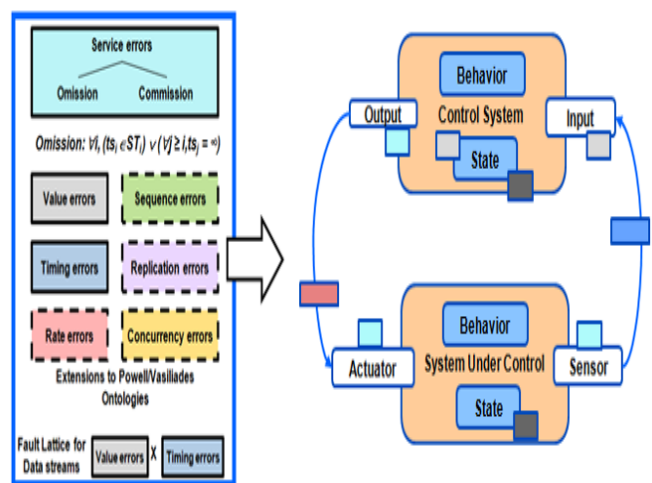 Service errors
Omission
Commission
Omission: ∀i, (tsᵢ ∈ STᵢ) ∨ (∀j ≥ i, tsⱼ = ∞)
Value errors
Sequence errors
Timing errors
Replication errors
Rate errors
Concurrency errors
Extensions to Powell/Vasiliades
Ontologies
Fault Lattice for
Data streams
Value errors
X
Timing errors
Behavior
Output
Control System
Input
State
Behavior
Actuator
System Under Control
Sensor
State